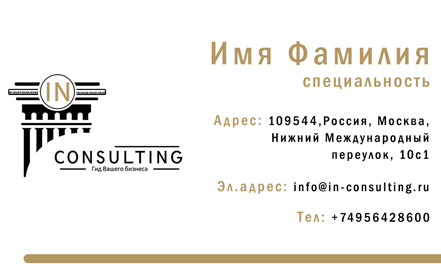 IN
CONSULTING
Гид Вашего бизнеса
Имя Фамилия
специальность
Адрес: 109544,Россия, Москва,
Нижний Международный
переулок, 10с1
Эл.адрес: info@in-consulting.ru
Тел: +74956428600